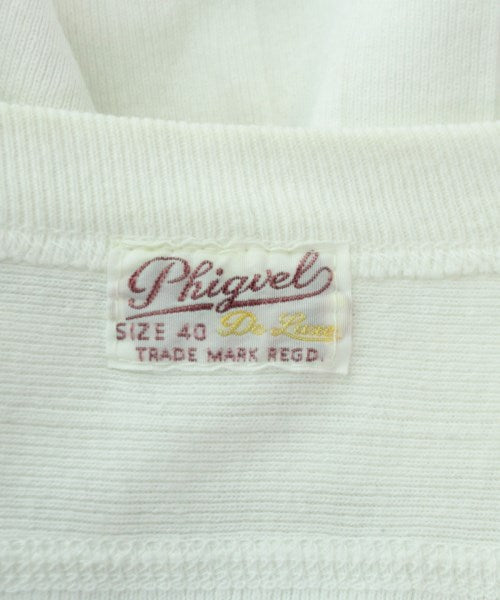 Phigvel
SIZE 40 De Luxe
TRADE MARK REGD.